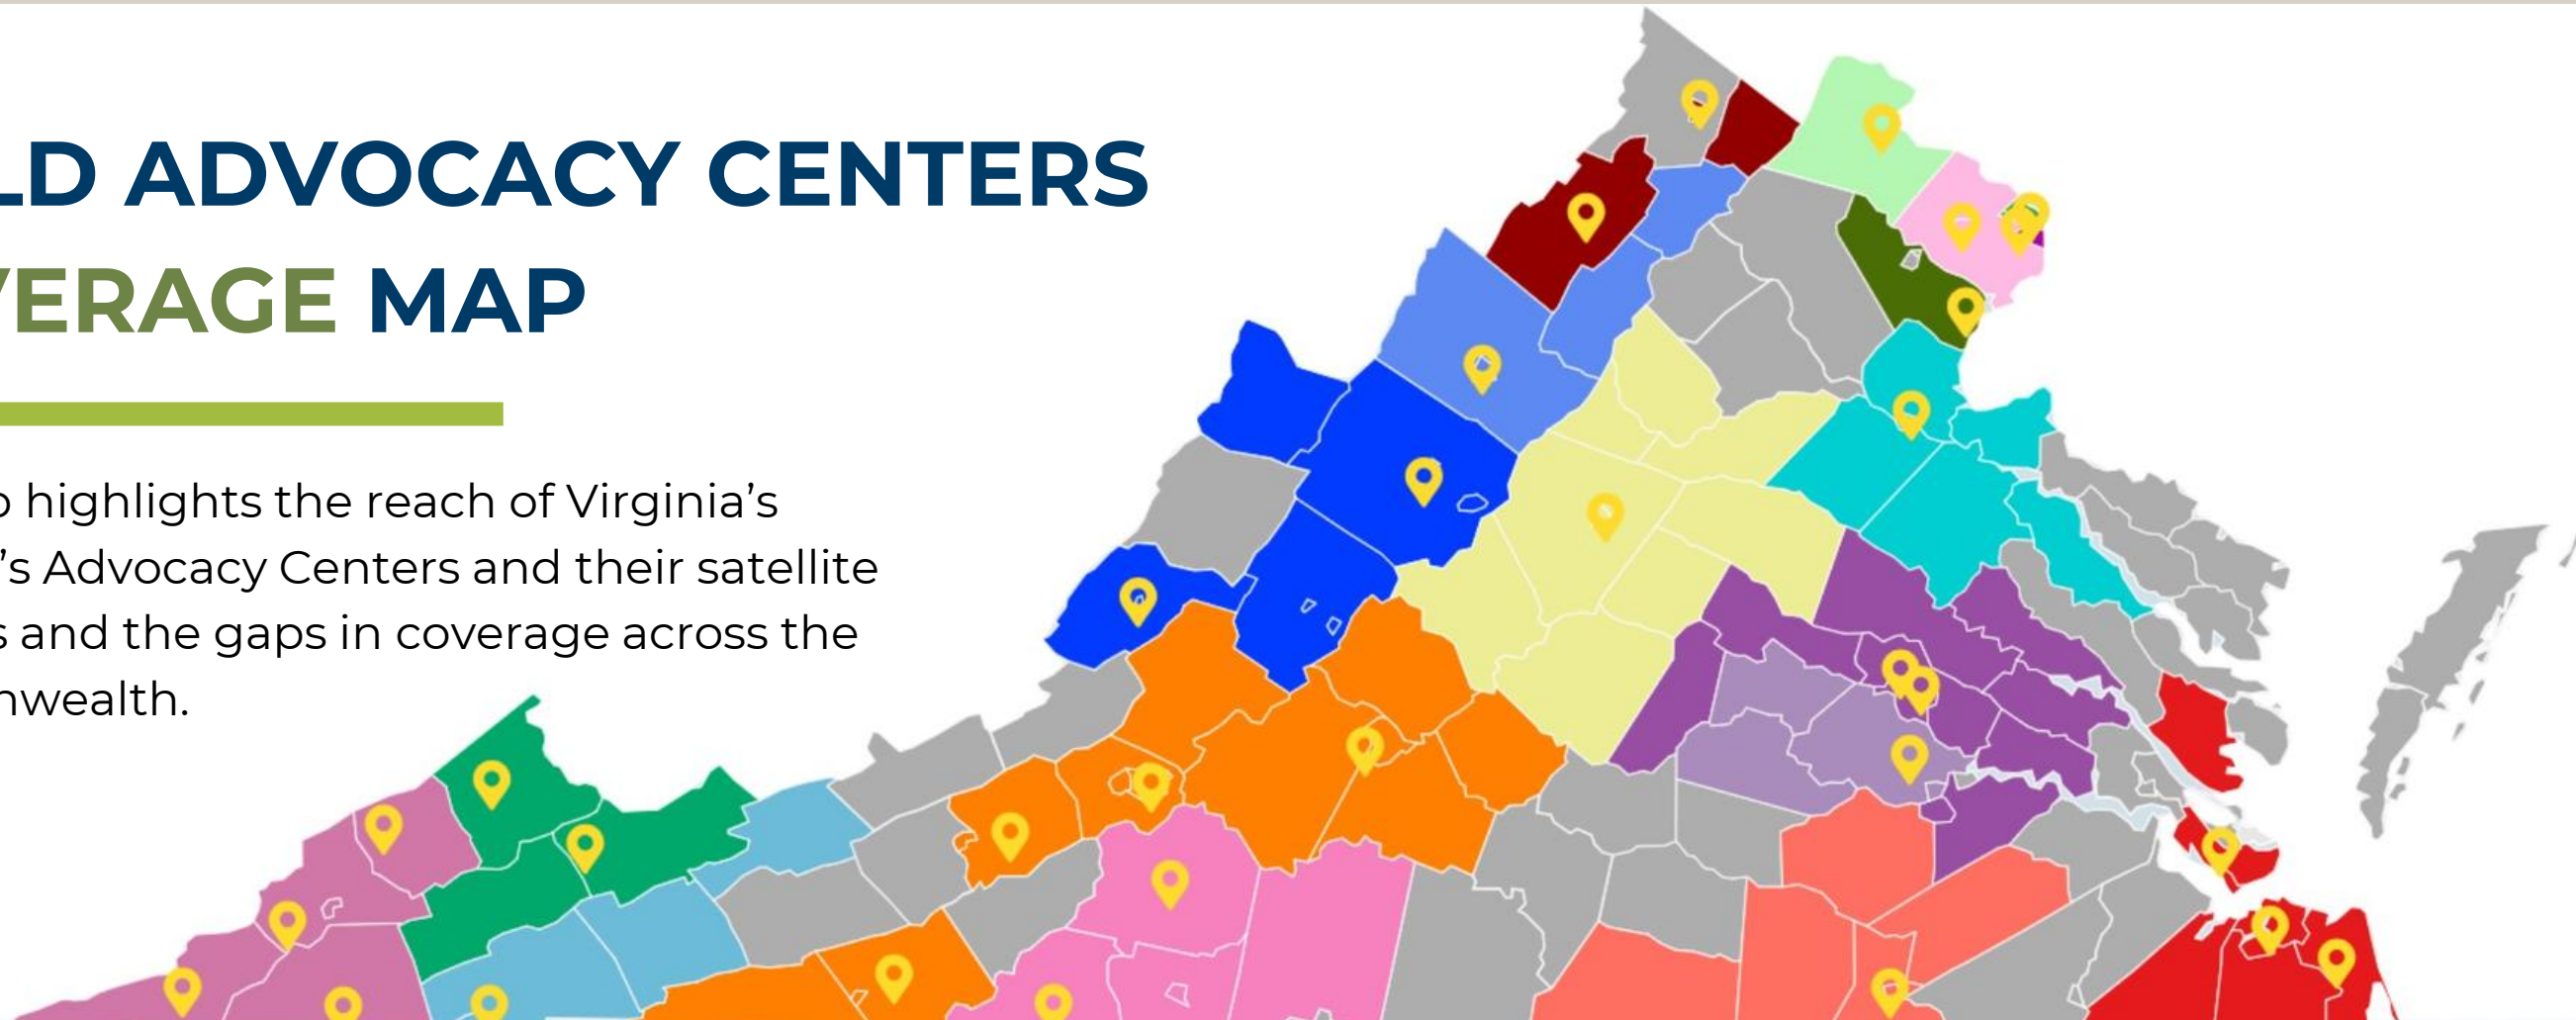 LD ADVOCACY CENTERS
VERAGE MAP
highlights the reach of Virginia’s
’s Advocacy Centers and their satellite
s and the gaps in coverage across the
nwealth.